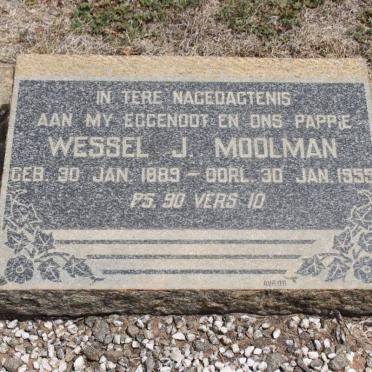 IN TERE NAGEDAGTENIS
AAN MY EGGENOOT EN ONS PAPPIE
WESSEL J. MOOLMAN
GEB. 30 JAN. 1889 - OORL. 30 JAN. 1955
PS. 90 VERS 10